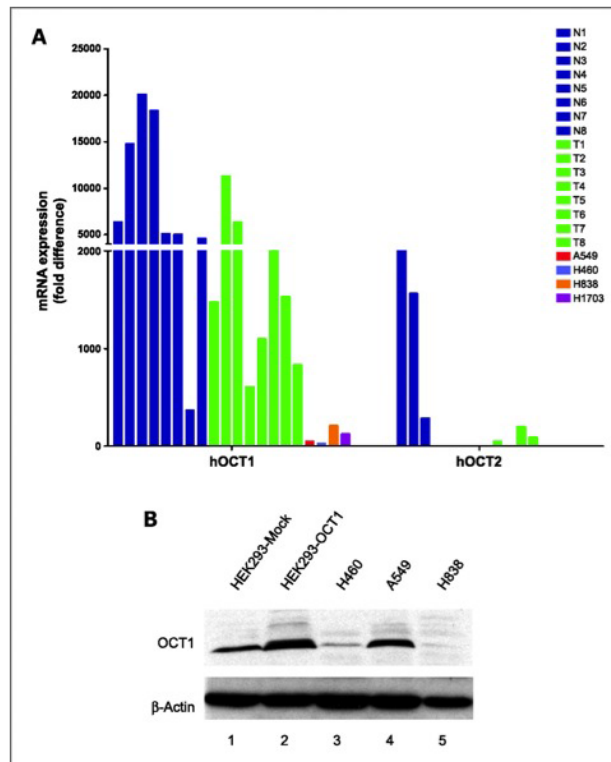 A
mRNA expression
(fold difference)
25000
20000
15000
10000
5000
2000
1000
0
hOCT1
hOCT2
N1
N2
N3
N4
N5
N6
N7
N8
T1
T2
T3
T4
T5
T6
T7
T8
A549
H460
H838
H1703
B
HEK293-Mock
HEK293-OCT1
H460
A549
H838
OCT1
β-Actin
1 2 3 4 5